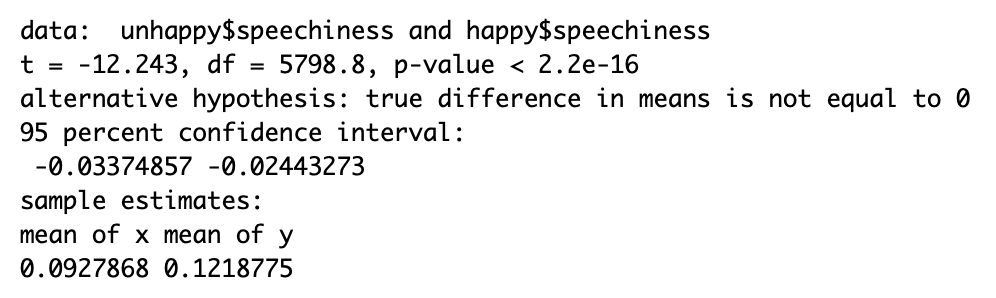 data:  unhappy$speechiness and happy$speechiness
t = -12.243, df = 5798.8, p-value < 2.2e-16
alternative hypothesis: true difference in means is not equal to 0
95 percent confidence interval:
 -0.03374857 -0.02443273
sample estimates:
mean of x mean of y
0.0927868 0.1218775